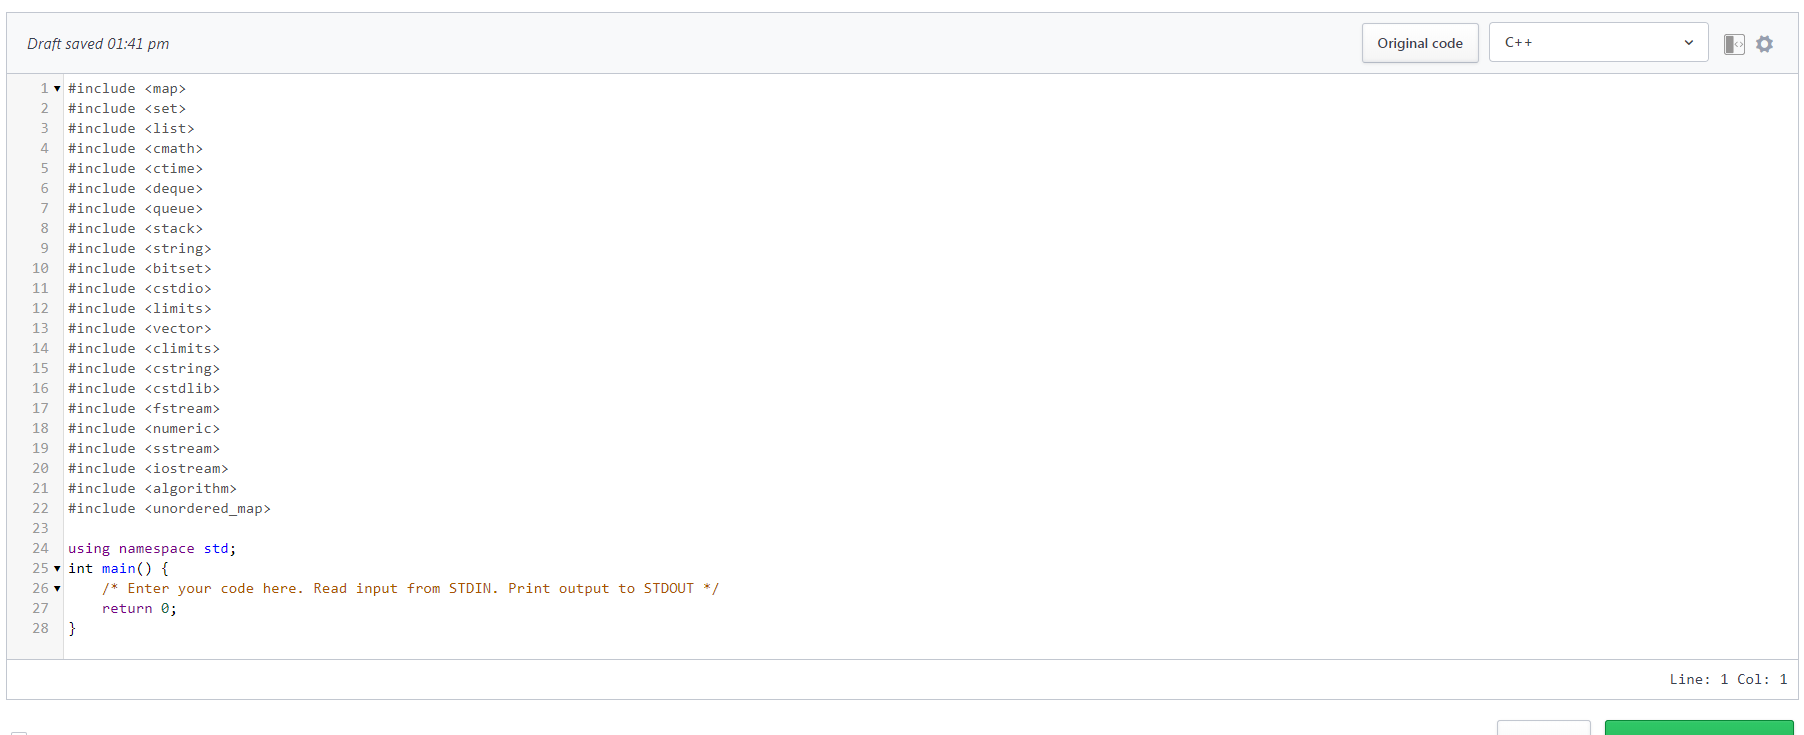 Draft saved 01:41 pm
Original code
C++
1 #include <map>
2 #include <set>
3 #include <list>
4 #include <cmath>
5 #include <ctime>
6 #include <deque>
7 #include <queue>
8 #include <stack>
9 #include <string>
10 #include <bitset>
11 #include <cstdio>
12 #include <limits>
13 #include <vector>
14 #include <climits>
15 #include <cstring>
16 #include <cstdlib>
17 #include <fstream>
18 #include <numeric>
19 #include <sstream>
20 #include <iostream>
21 #include <algorithm>
22 #include <unordered_map>
23
24 using namespace std;
25 int main() {
26     /* Enter your code here. Read input from STDIN. Print output to STDOUT */
27     return 0;
28 }
Line: 1 Col: 1